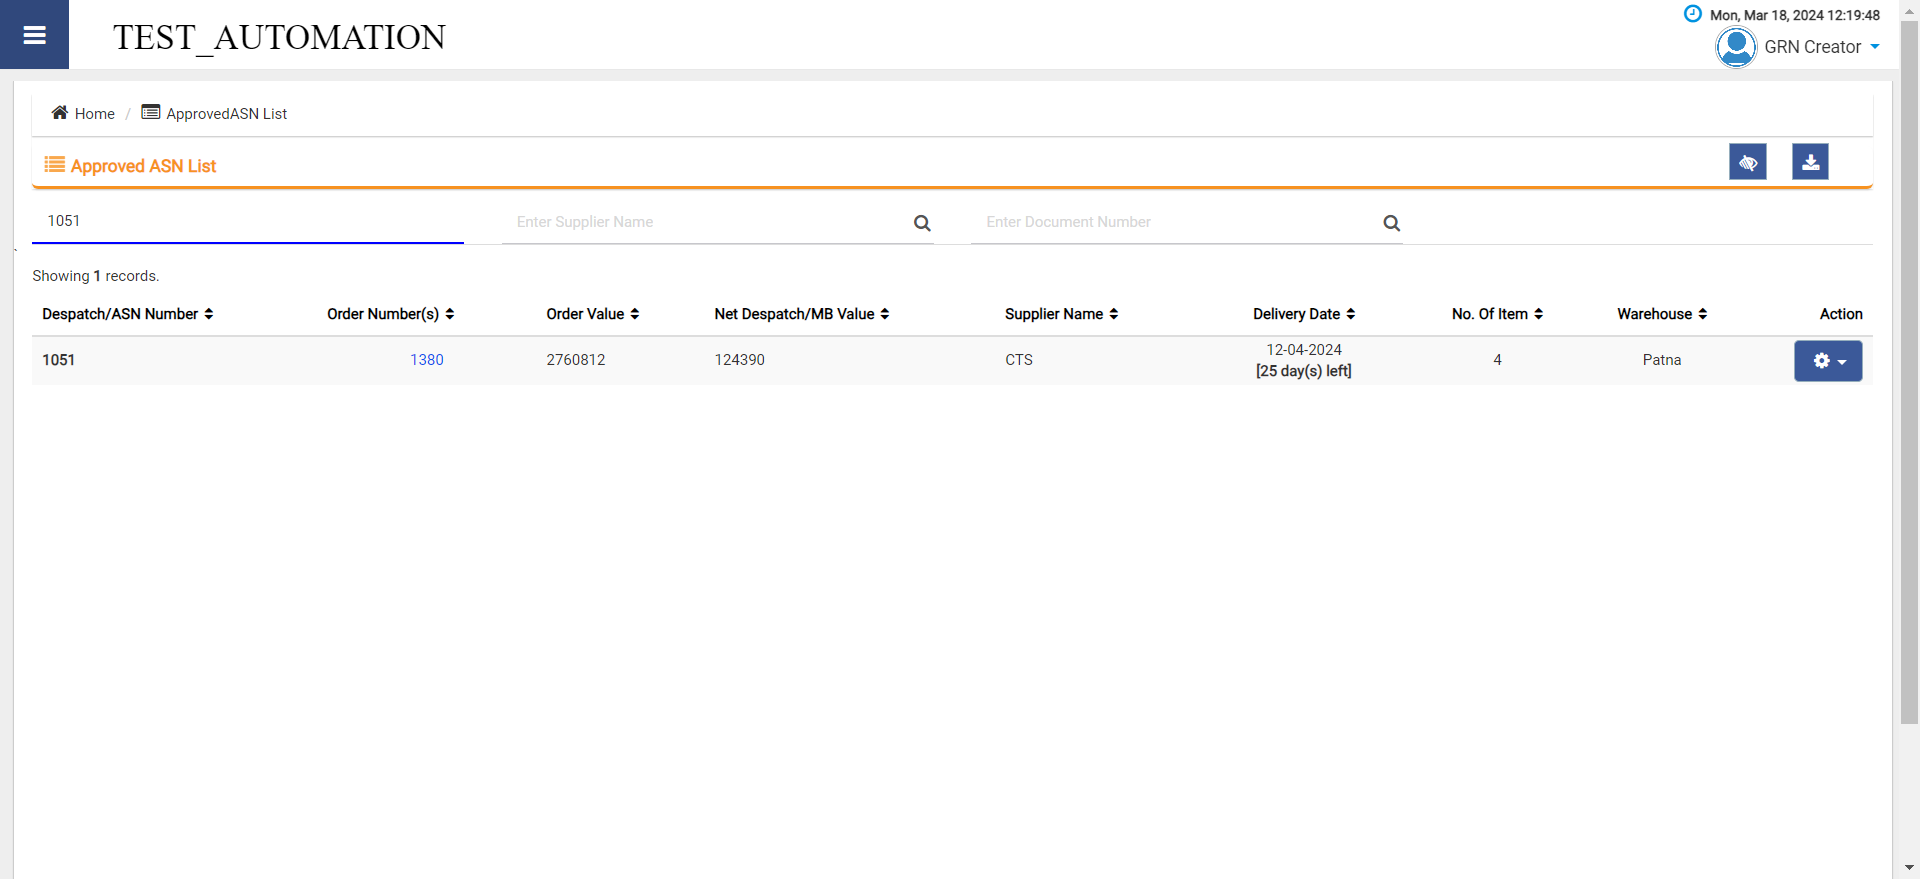 TEST_AUTOMATION
Mon, Mar 18, 2024 12:19:48
GRN Creator
Home / ApprovedASN List
Approved ASN List
1051 Enter Supplier Name Enter Document Number
Showing 1 records.
Despatch/ASN Number Order Number(s) Order Value Net Despatch/MB Value Supplier Name Delivery Date No. Of Item Warehouse Action
1051 1380 2760812 124390 CTS 12-04-2024 4 Patna
[25 day(s) left]